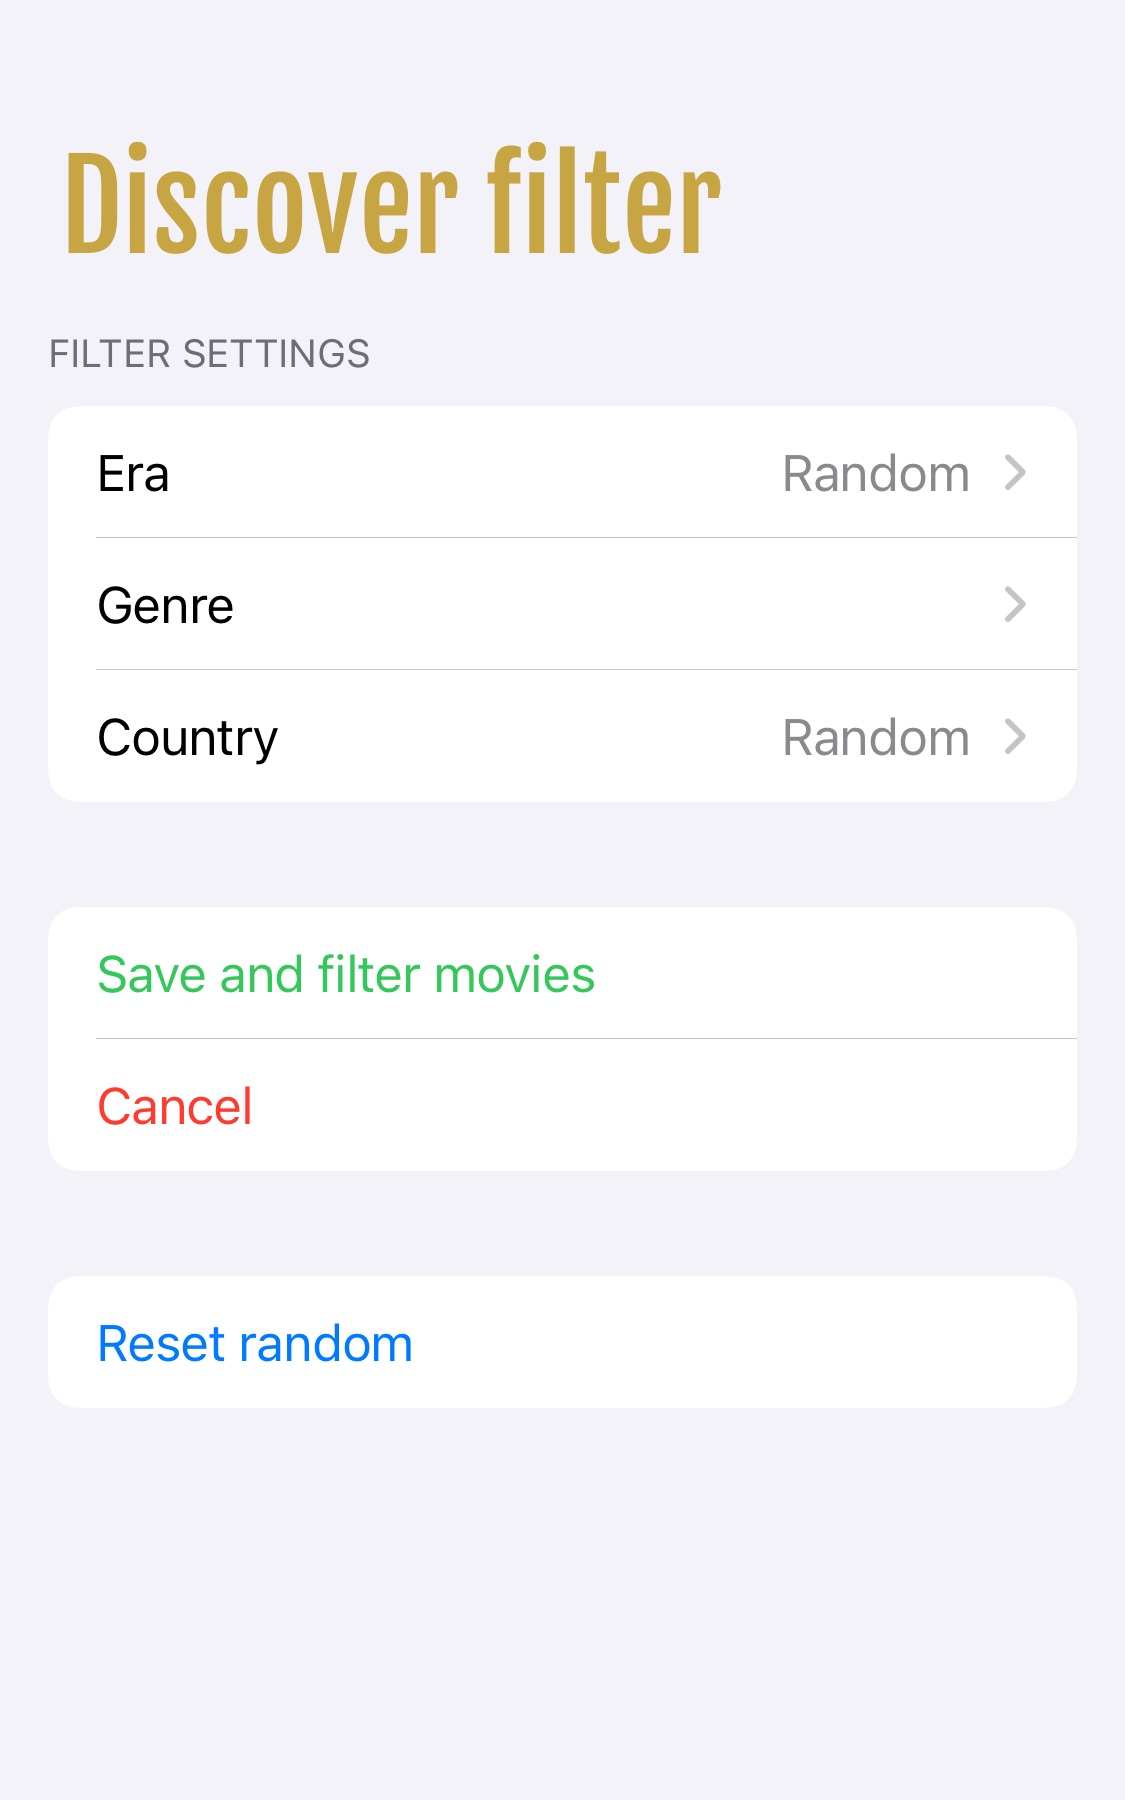 Discover filter
FILTER SETTINGS
Era Random
Genre
Country Random
Save and filter movies
Cancel
Reset random